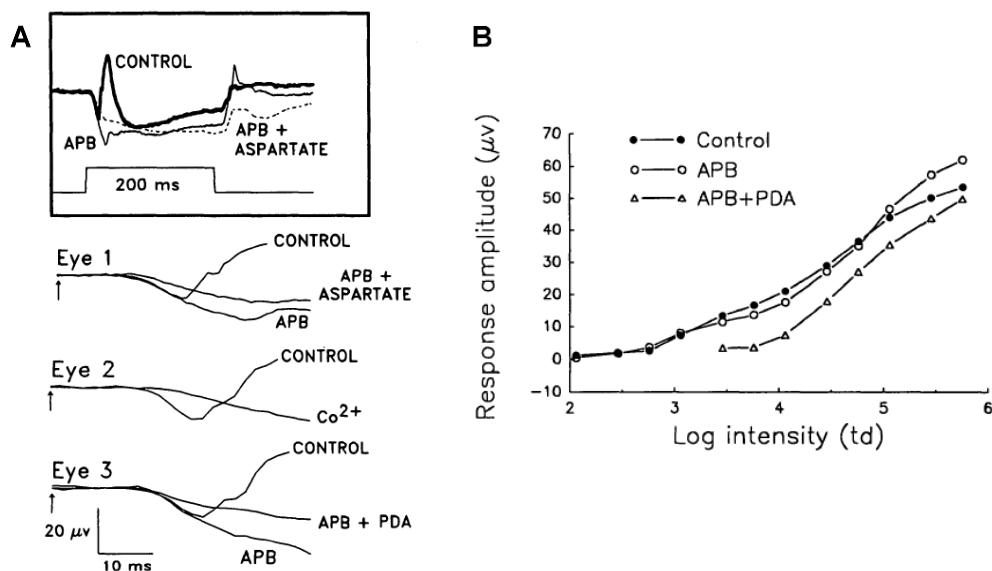 A
CONTROL
APB
APB +
ASPARTATE
200 ms
Eye 1
CONTROL
APB +
ASPARTATE
APB
Eye 2
CONTROL
Co2+
Eye 3
CONTROL
APB + PDA
APB
20 μv
10 ms
B
Response amplitude (μv)
70
60
50
40
30
20
10
0
−10
Control
APB
APB+PDA
2
3
4
5
6
Log intensity (td)